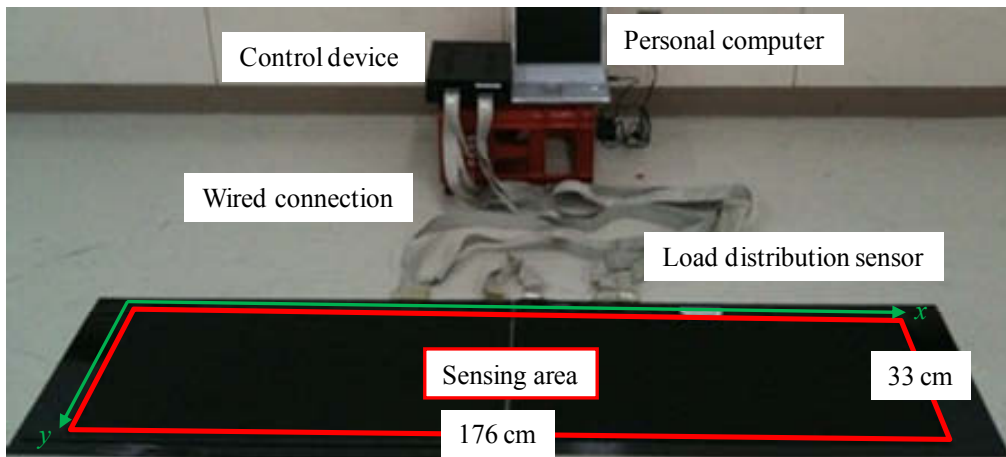 Control device
Personal computer
Wired connection
Load distribution sensor
x
Sensing area
33 cm
y
176 cm